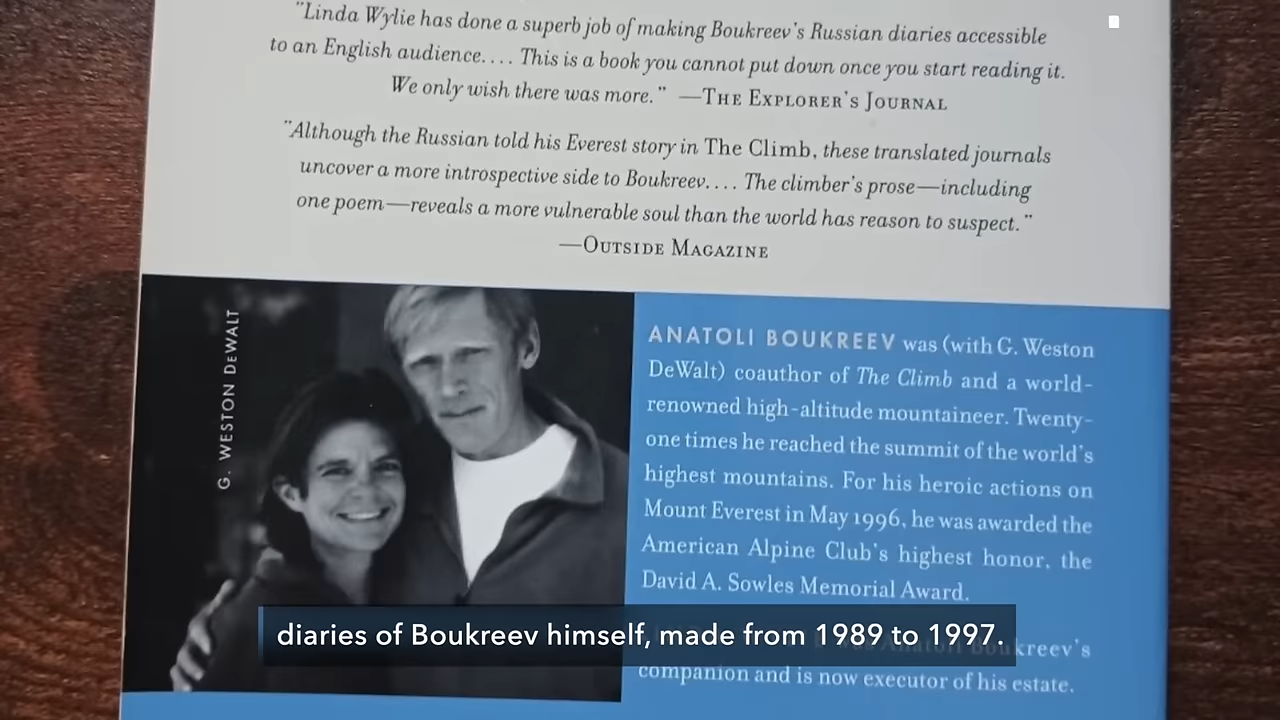 "Linda Wylie has done a superb job of making Boukreev's Russian diaries accessible
to an English audience.... This is a book you cannot put down once you start reading it.
We only wish there was more." —THE EXPLORER'S JOURNAL
"Although the Russian told his Everest story in The Climb, these translated journals
uncover a more introspective side to Boukreev.... The climber's prose—including
one poem—reveals a more vulnerable soul than the world has reason to suspect."
—OUTSIDE MAGAZINE
G. WESTON DEWALT
ANATOLI BOUKREEV was (with G. Weston
DeWalt) coauthor of The Climb and a world-
renowned high-altitude mountaineer. Twenty-
one times he reached the summit of the world's
highest mountains. For his heroic actions on
Mount Everest in May 1996, he was awarded the
American Alpine Club's highest honor, the
David A. Sowles Memorial Award.
Boukreev's
companion and is now executor of his estate.
diaries of Boukreev himself, made from 1989 to 1997.